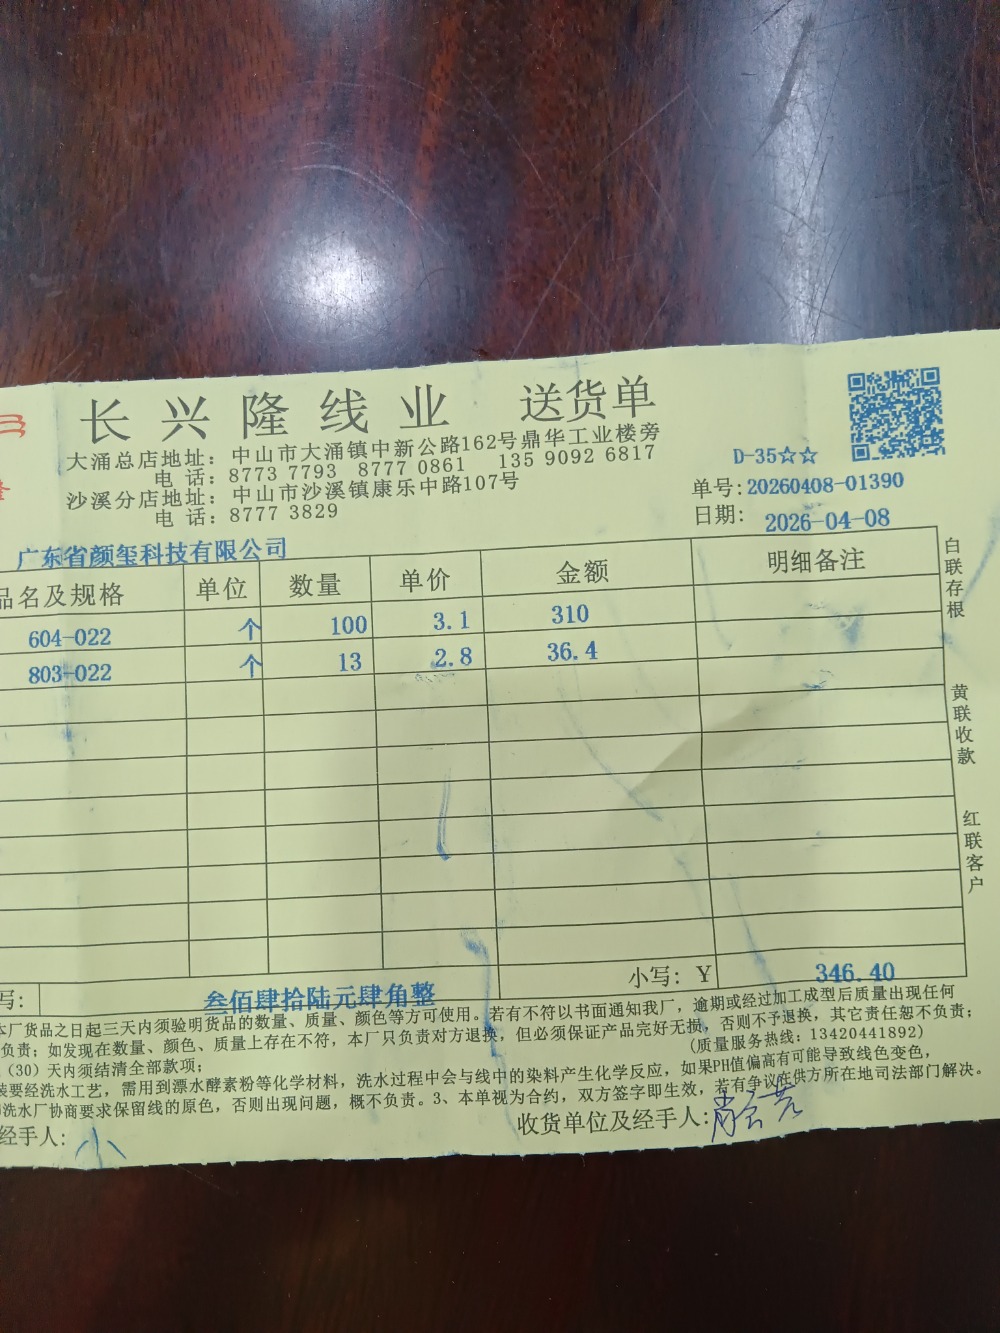 长兴隆线业 送货单
大涌总店地址：中山市大涌镇中新公路162号鼎华工业楼旁
电 话：8773 7793 8777 0861 135 9092 6817
沙溪分店地址：中山市沙溪镇康乐中路107号
电 话：8777 3829
D-35☆☆
单号：20260408-01390
日期： 2026-04-08
广东省颜玺科技有限公司
品名及规格 单位 数量 单价 金额 明细备注
604-022 个 100 3.1 310
803-022 个 13 2.8 36.4
白联存根
黄联收款
红联客户
写： 叁佰肆拾陆元肆角整 小写：Y 346.40
本厂货品之日起三天内须验明货品的数量、质量、颜色等方可使用。若有不符以书面通知我厂，逾期或经过加工成型后质量出现任何
负责；如发现在数量、颜色、质量上存在不符，本厂只负责对方退换，但必须保证产品完好无损，否则不予退换，其它责任恕不负责；
（30）天内须结清全部款项； (质量服务热线：13420441892)
要经洗水工艺，需用到漂水酵素粉等化学材料，洗水过程中会与线中的染料产生化学反应，如果PH值偏高有可能导致线色变色，
洗水厂协商要求保留线的原色，否则出现问题，概不负责。3、本单视为合约，双方签字即生效，若有争议在供方所在地司法部门解决。
经手人： 小 收货单位及经手人：